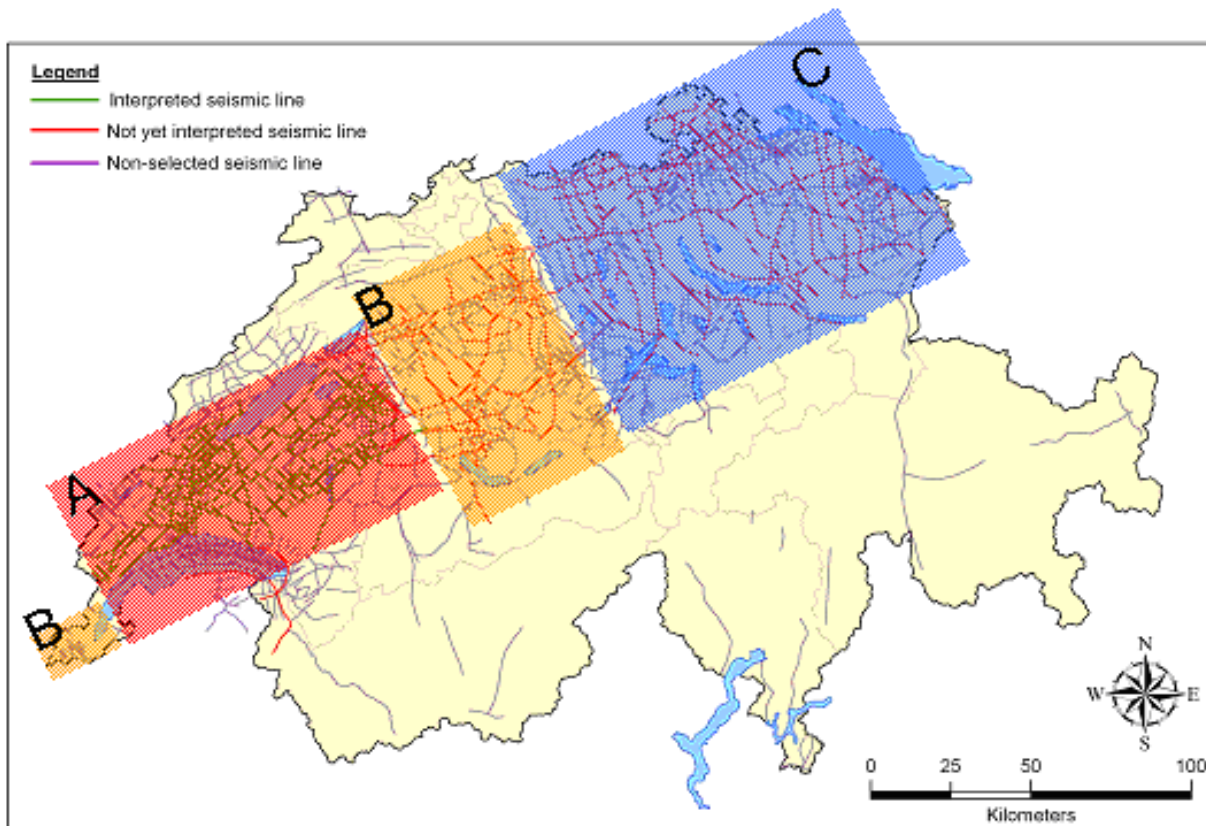 Legend
Interpreted seismic line
Not yet interpreted seismic line
Non-selected seismic line
C
B
A
B
N
W E
S
0 25 50 100
Kilometers